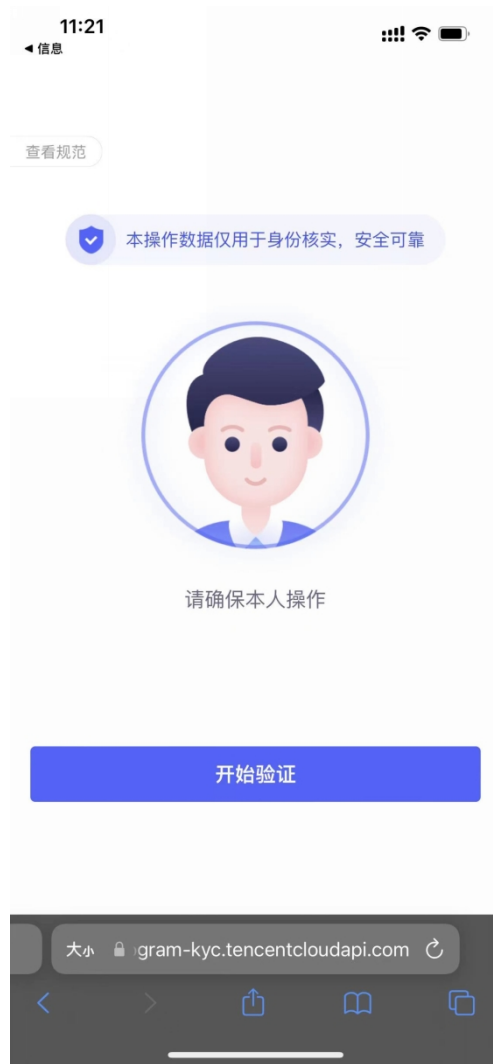 11:21
◀ 信息
查看规范
本操作数据仅用于身份核实，安全可靠
请确保本人操作
开始验证
大小 gram-kyc.tencentcloudapi.com